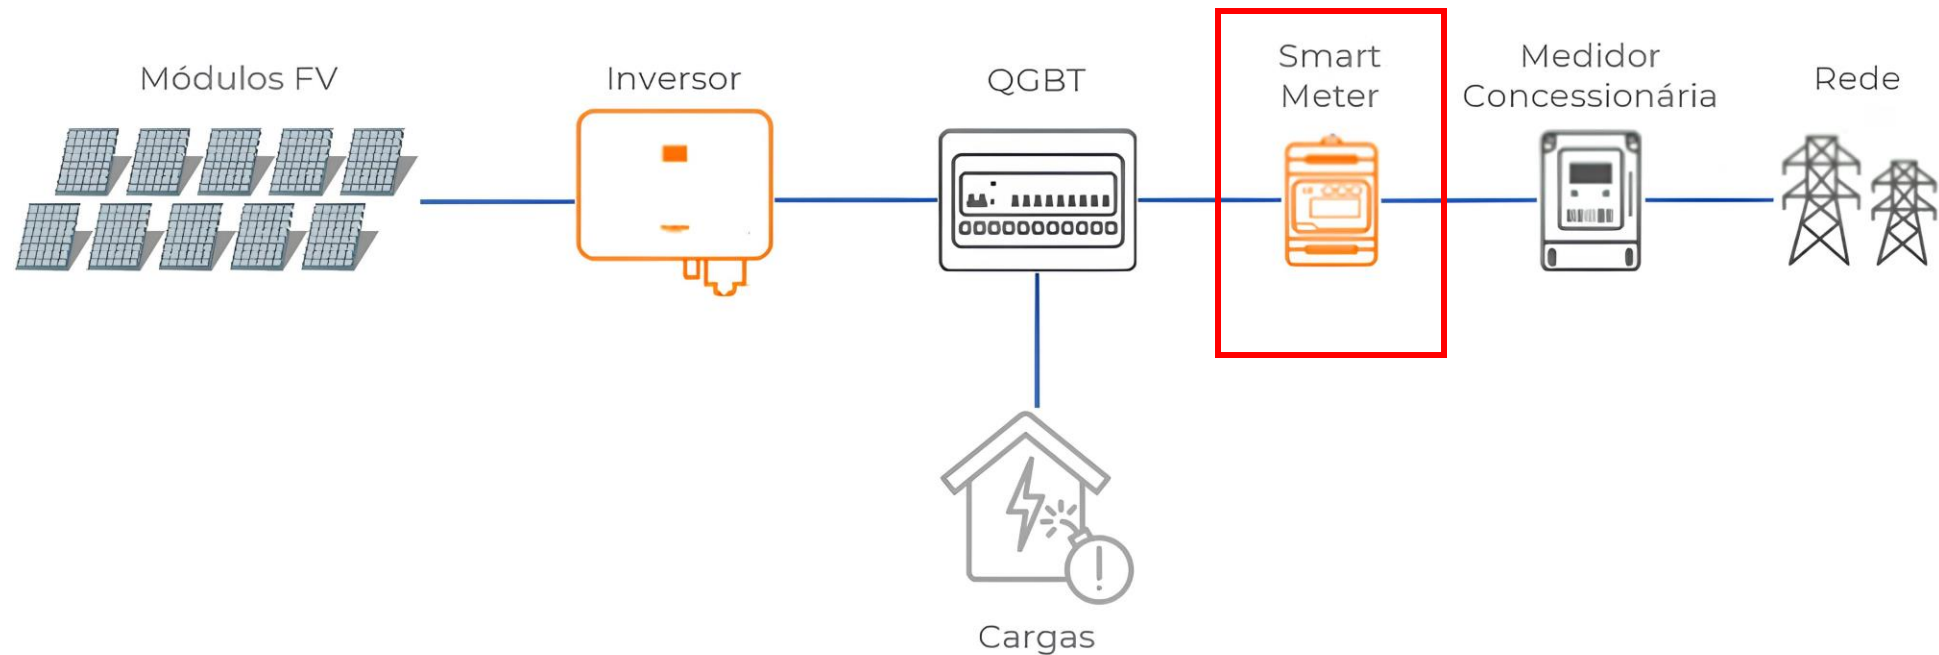 Módulos FV
Inversor
QGBT
Smart
Meter
Medidor
Concessionária
Rede
Cargas